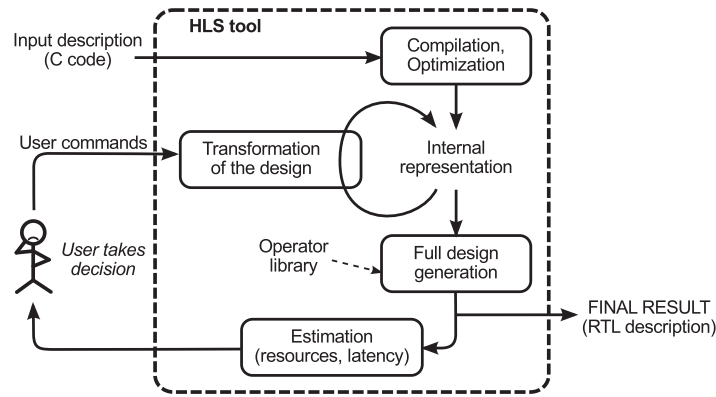 HLS tool
Input description
(C code)
Compilation,
Optimization
User commands
Transformation
of the design
Internal
representation
User takes
decision
Operator
library
Full design
generation
FINAL RESULT
(RTL description)
Estimation
(resources, latency)